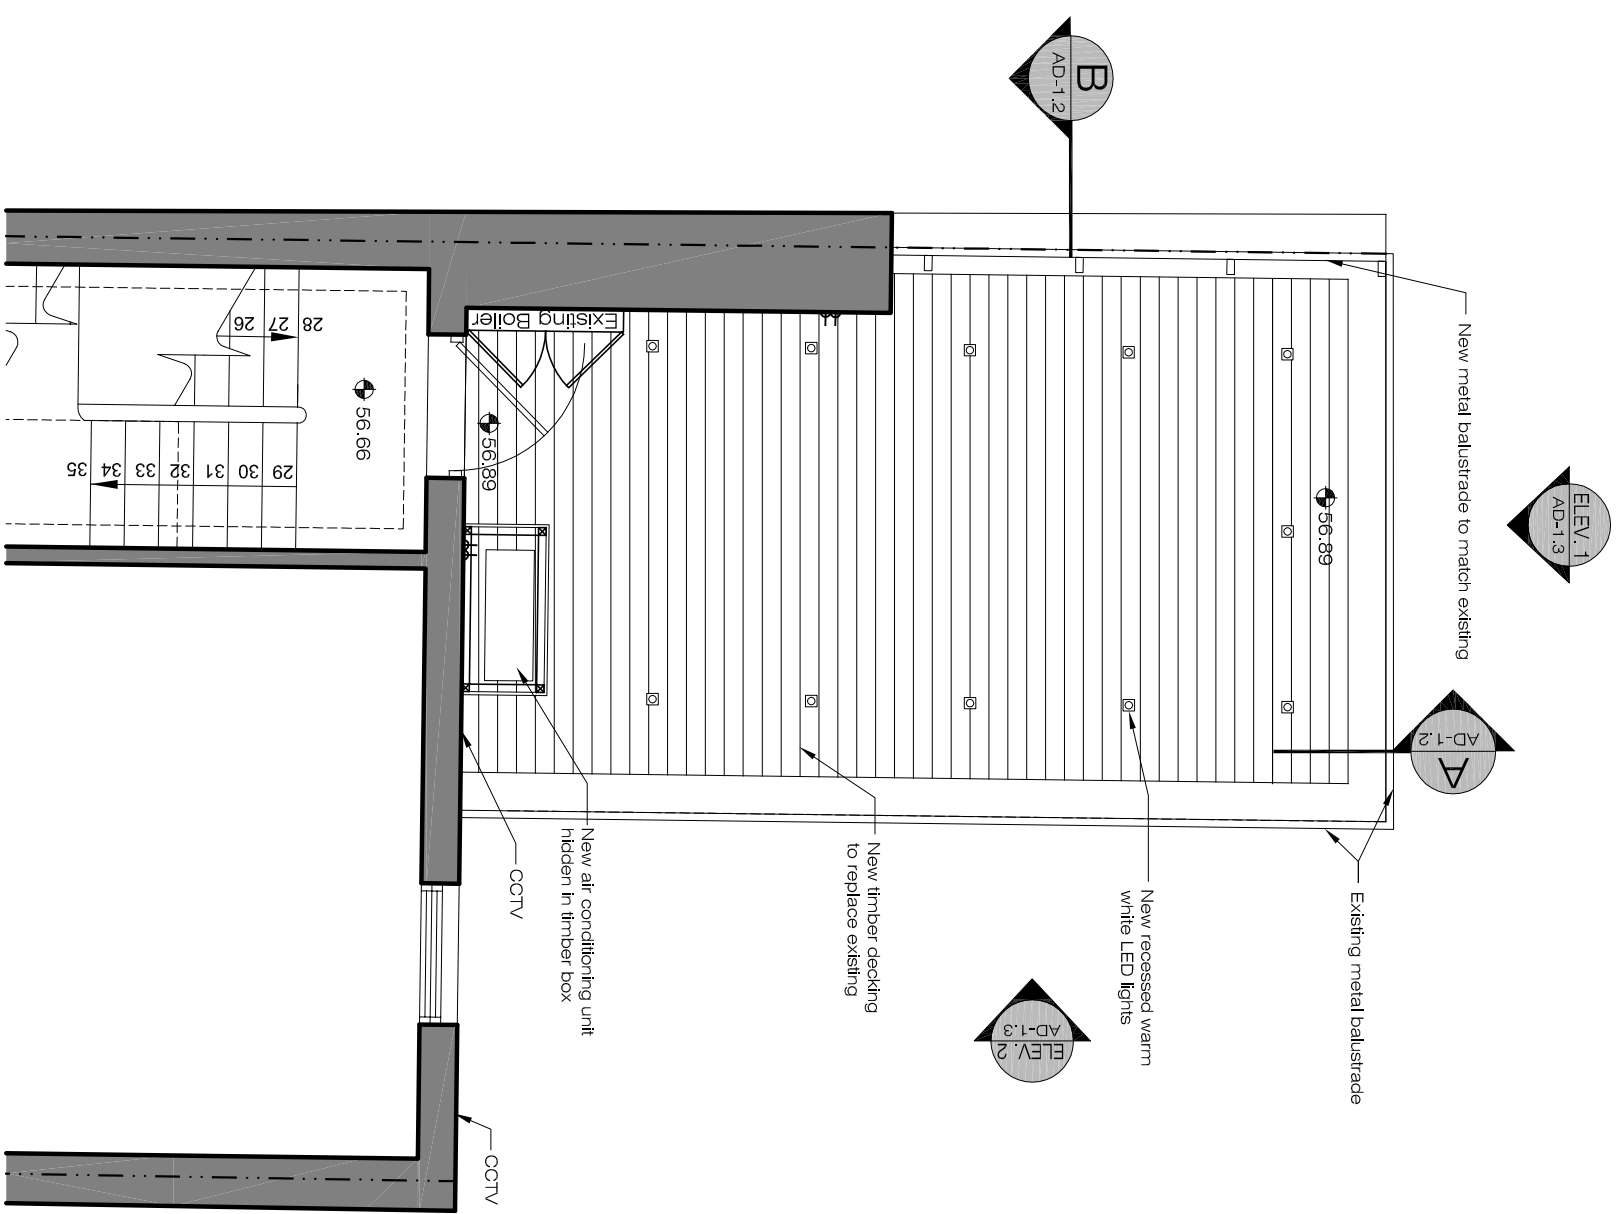 B
AD-1.2
ELEV. 1
AD-1.3
A
AD-1.2
ELEV. 2
AD-1.3
New metal balustrade to match existing
Existing metal balustrade
New recessed warm
white LED lights
New timber decking
to replace existing
New air conditioning unit
hidden in timber box
CCTV
CCTV
Existing Boiler
56.89
56.89
56.66
26
27
28
29
30
31
32
33
34
35